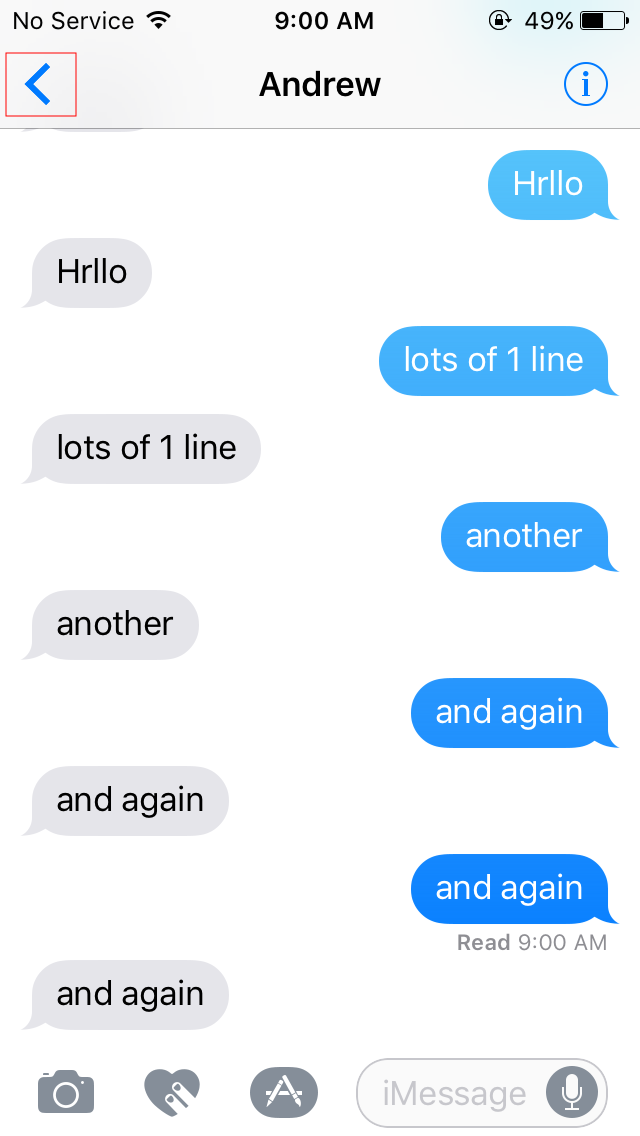 No Service 9:00 AM 49%
Andrew
Hrllo
Hrllo
lots of 1 line
lots of 1 line
another
another
and again
and again
and again
Read 9:00 AM
and again
iMessage